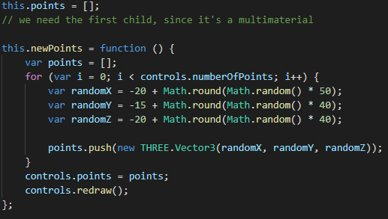 this.points = [];
// we need the first child, since it's a multimaterial
this.newPoints = function () {
    var points = [];
    for (var i = 0; i < controls.numberOfPoints; i++) {
        var randomX = -20 + Math.round(Math.random() * 50);
        var randomY = -15 + Math.round(Math.random() * 40);
        var randomZ = -20 + Math.round(Math.random() * 40);
        points.push(new THREE.Vector3(randomX, randomY, randomZ));
    }
    controls.points = points;
    controls.redraw();
};